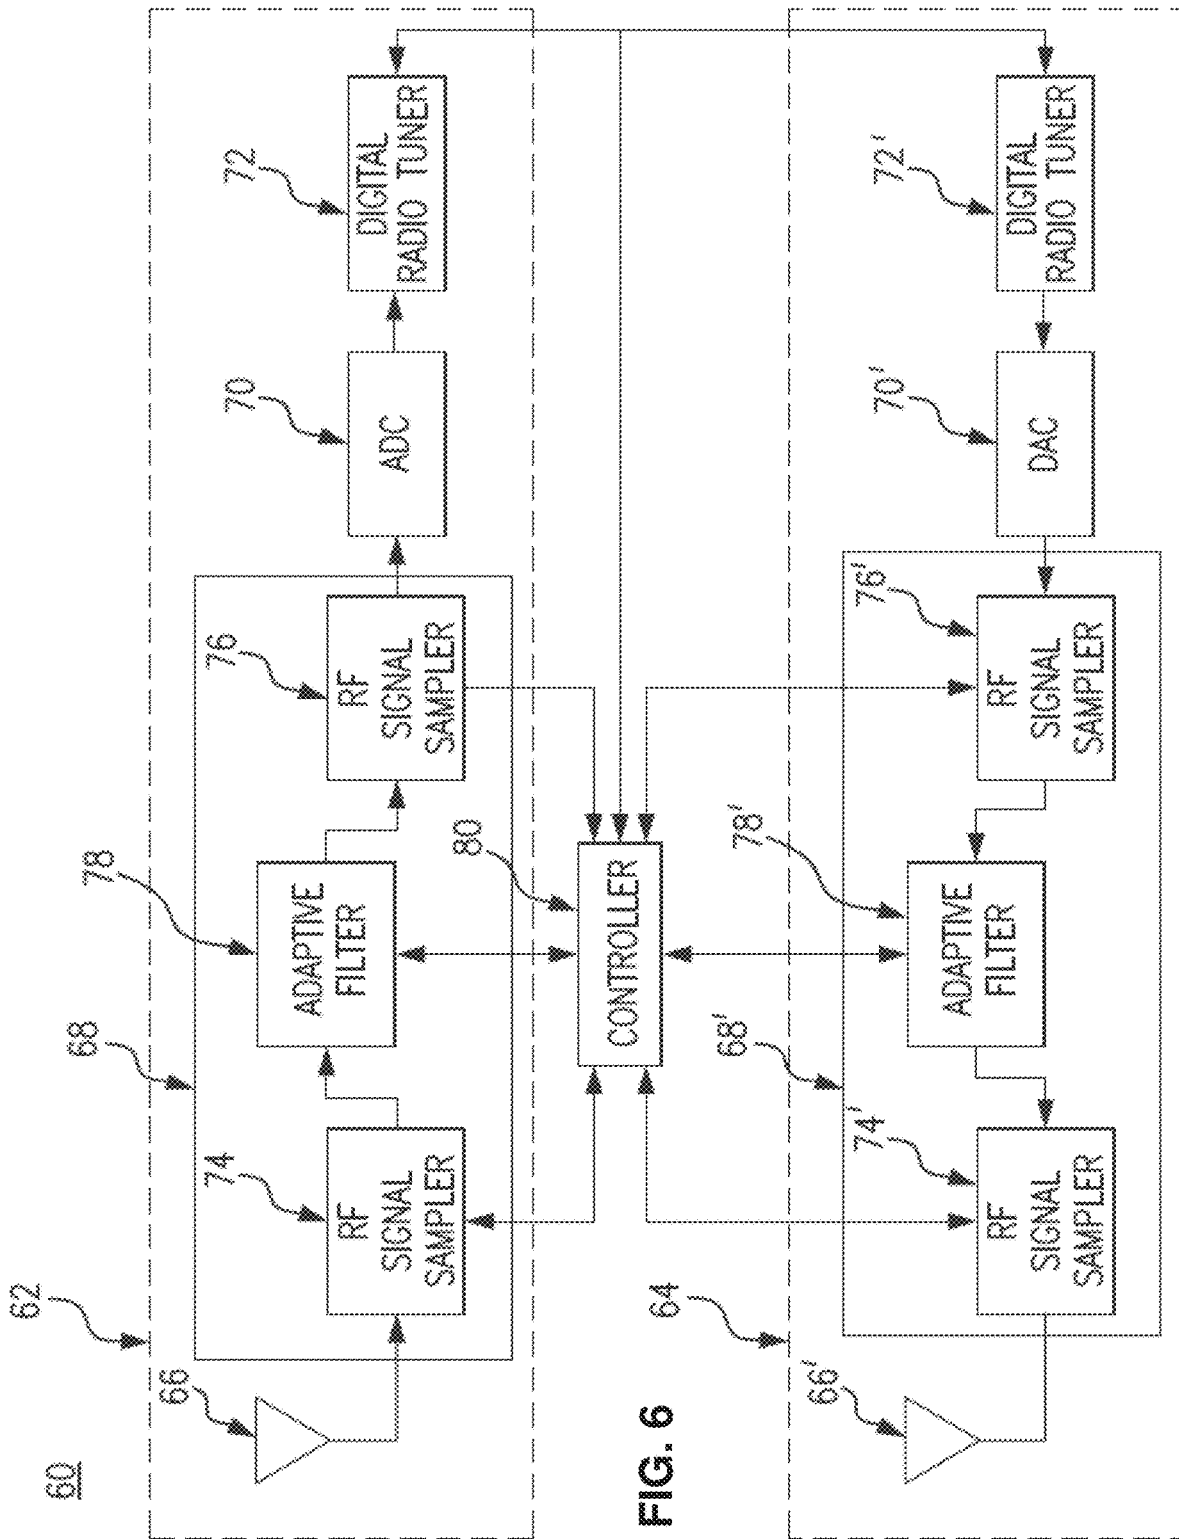 60
62
66
68
74
RF
SIGNAL
SAMPLER
78
ADAPTIVE
FILTER
76
RF
SIGNAL
SAMPLER
70
ADC
72
DIGITAL
RADIO TUNER
80
CONTROLLER
FIG. 6
64
66'
68'
74'
RF
SIGNAL
SAMPLER
78'
ADAPTIVE
FILTER
76'
RF
SIGNAL
SAMPLER
70'
DAC
72'
DIGITAL
RADIO TUNER